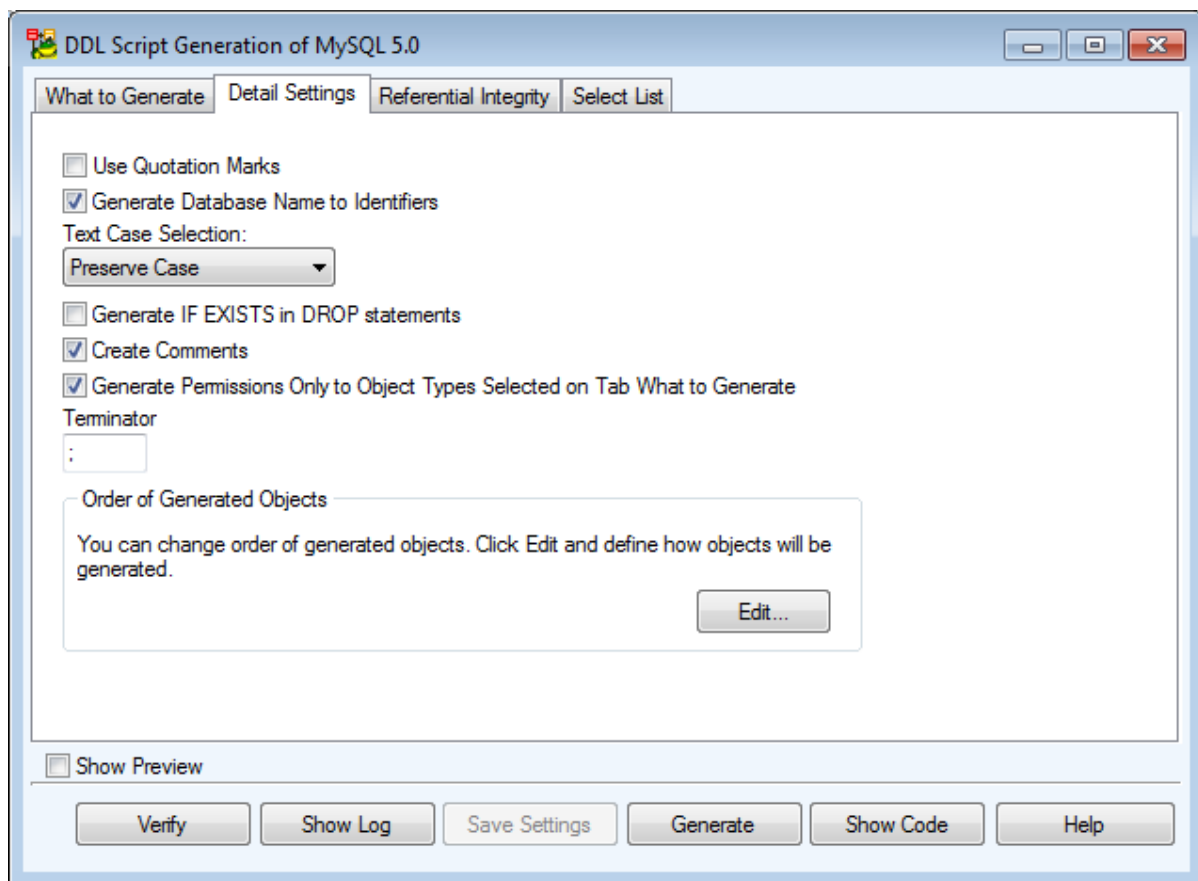 DDL Script Generation of MySQL 5.0
What to Generate
Detail Settings
Referential Integrity
Select List
Use Quotation Marks
Generate Database Name to Identifiers
Text Case Selection:
Preserve Case
Generate IF EXISTS in DROP statements
Create Comments
Generate Permissions Only to Object Types Selected on Tab What to Generate
Terminator
;
Order of Generated Objects
You can change order of generated objects. Click Edit and define how objects will be
generated.
Edit...
Show Preview
Verify
Show Log
Save Settings
Generate
Show Code
Help